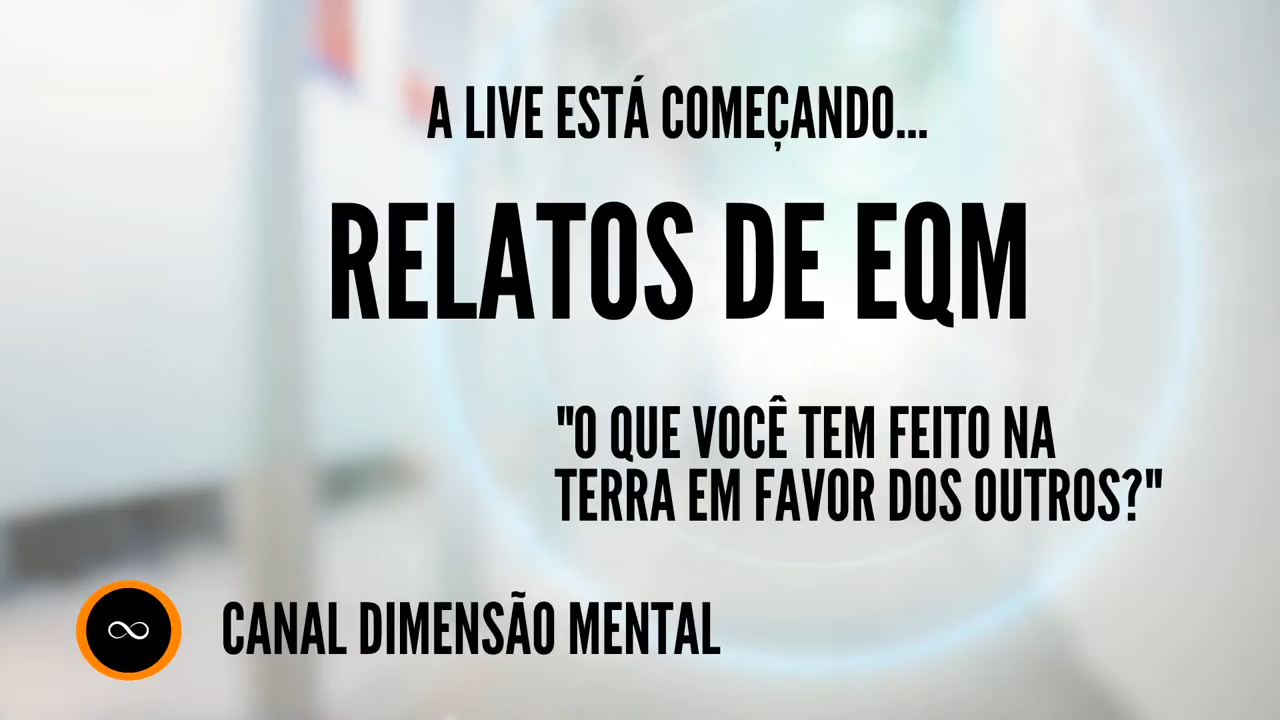 A LIVE ESTÁ COMEÇANDO...
RELATOS DE EQM
"O QUE VOCÊ TEM FEITO NA
TERRA EM FAVOR DOS OUTROS?"
CANAL DIMENSÃO MENTAL